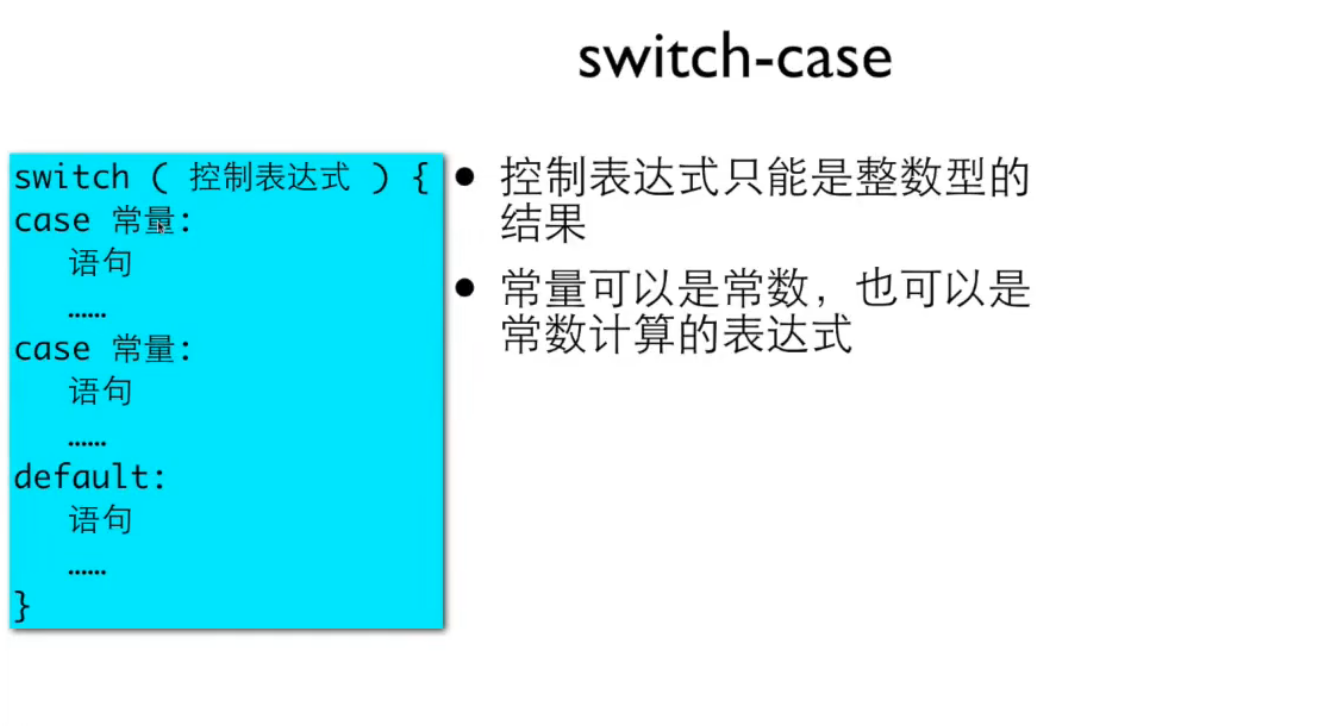 switch-case
switch ( 控制表达式 ) {
case 常量:
语句
……
case 常量:
语句
……
default:
语句
……
}
• 控制表达式只能是整数型的
结果
• 常量可以是常数，也可以是
常数计算的表达式